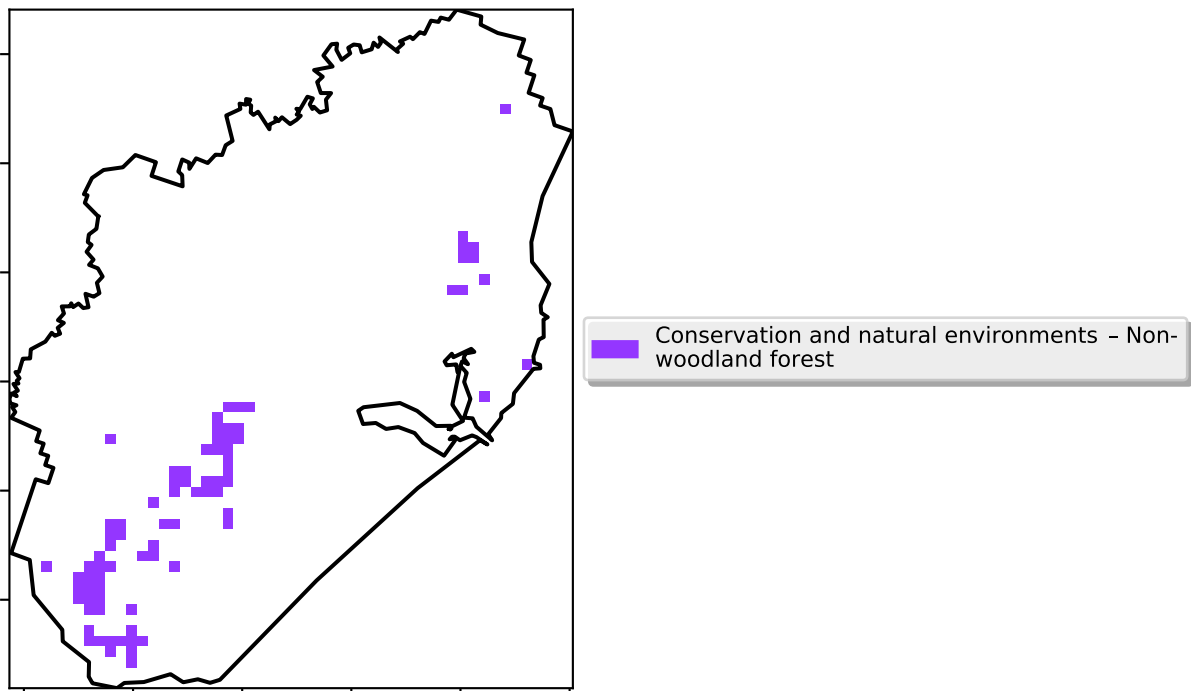 Conservation and natural environments – Non-
woodland forest